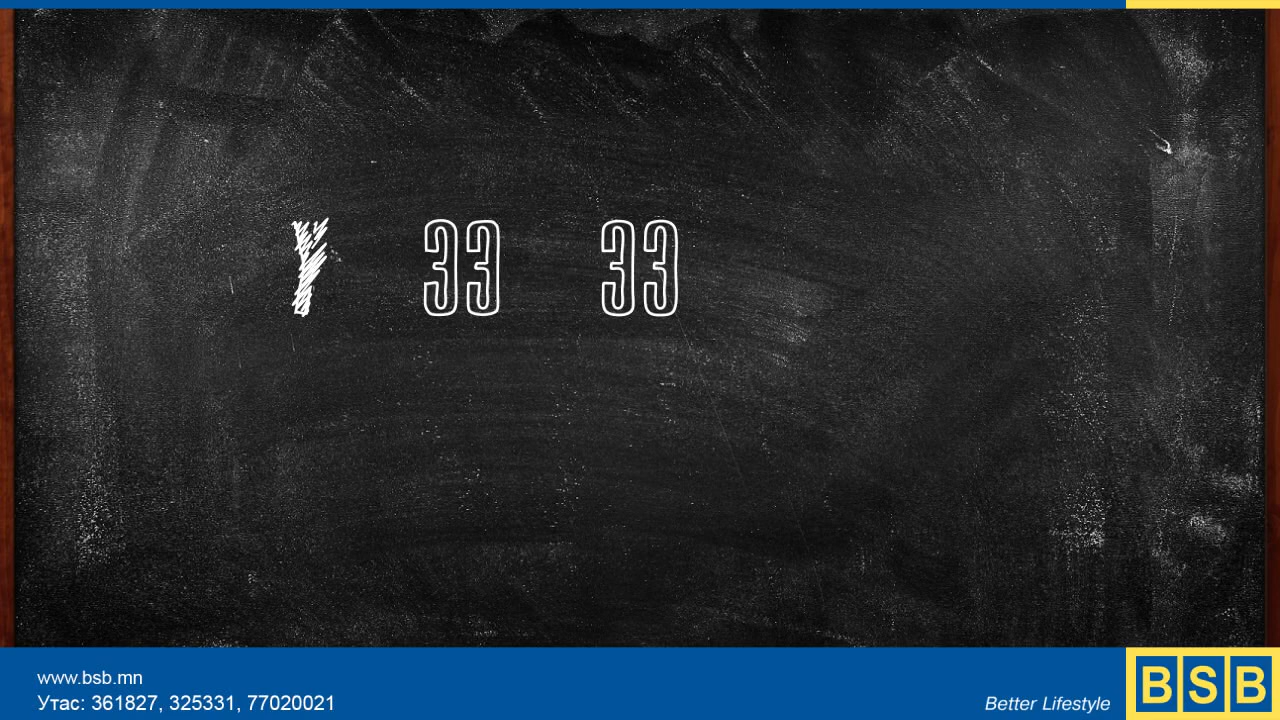 Ү 33 33
www.bsb.mn
Утас: 361827, 325331, 77020021
Better Lifestyle
BSB